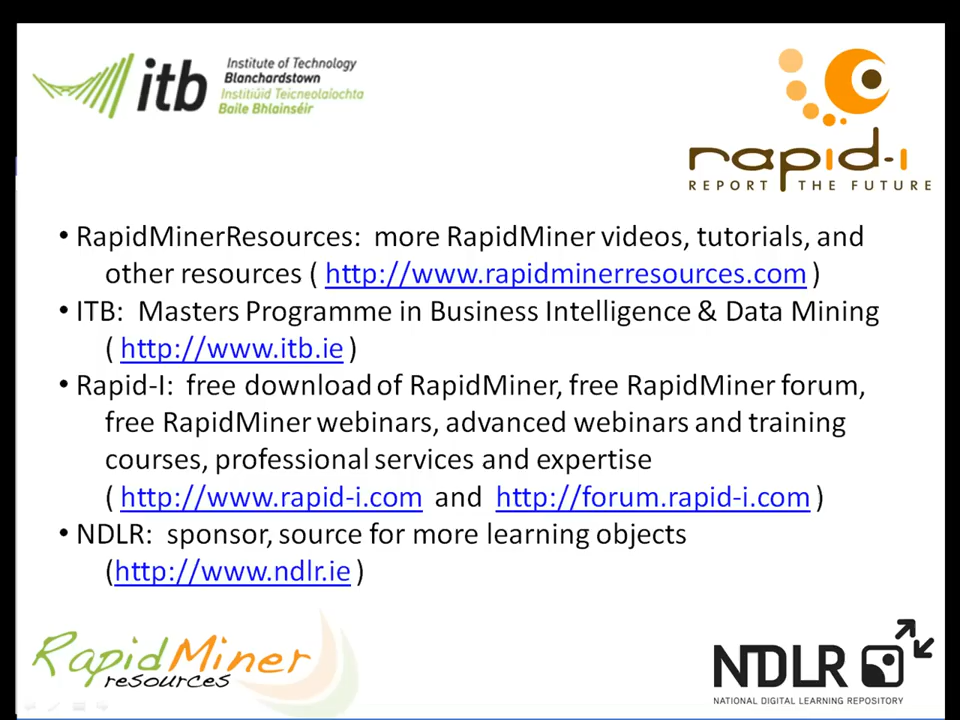 itb
Institute of Technology
Blanchardstown
Institiúid Teicneolaíochta
Baile Bhlainséir
rapid-i
REPORT THE FUTURE
• RapidMinerResources: more RapidMiner videos, tutorials, and
other resources ( http://www.rapidminerresources.com )
• ITB: Masters Programme in Business Intelligence & Data Mining
( http://www.itb.ie )
• Rapid-I: free download of RapidMiner, free RapidMiner forum,
free RapidMiner webinars, advanced webinars and training
courses, professional services and expertise
( http://www.rapid-i.com and http://forum.rapid-i.com )
• NDLR: sponsor, source for more learning objects
(http://www.ndlr.ie )
RapidMiner
resources
NDLR
NATIONAL DIGITAL LEARNING REPOSITORY